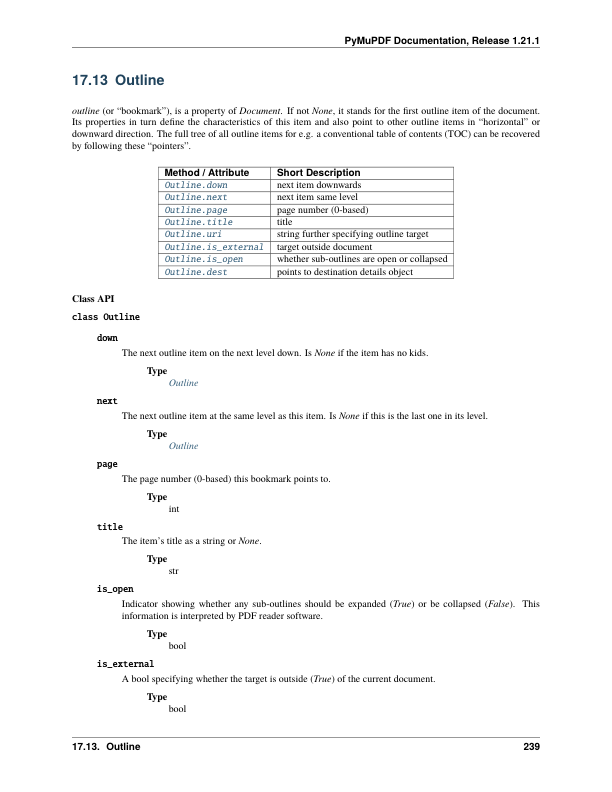 PyMuPDF Documentation, Release 1.21.1
17.13 Outline
outline (or “bookmark”), is a property of Document. If not None, it stands for the first outline item of the document.
Its properties in turn define the characteristics of this item and also point to other outline items in “horizontal” or
downward direction. The full tree of all outline items for e.g. a conventional table of contents (TOC) can be recovered
by following these “pointers”.
Method / Attribute Short Description
Outline.down next item downwards
Outline.next next item same level
Outline.page page number (0-based)
Outline.title title
Outline.uri string further specifying outline target
Outline.is_external target outside document
Outline.is_open whether sub-outlines are open or collapsed
Outline.dest points to destination details object
Class API
class Outline
down
The next outline item on the next level down. Is None if the item has no kids.
Type
Outline
next
The next outline item at the same level as this item. Is None if this is the last one in its level.
Type
Outline
page
The page number (0-based) this bookmark points to.
Type
int
title
The item’s title as a string or None.
Type
str
is_open
Indicator showing whether any sub-outlines should be expanded (True) or be collapsed (False). This
information is interpreted by PDF reader software.
Type
bool
is_external
A bool specifying whether the target is outside (True) of the current document.
Type
bool
17.13. Outline 239